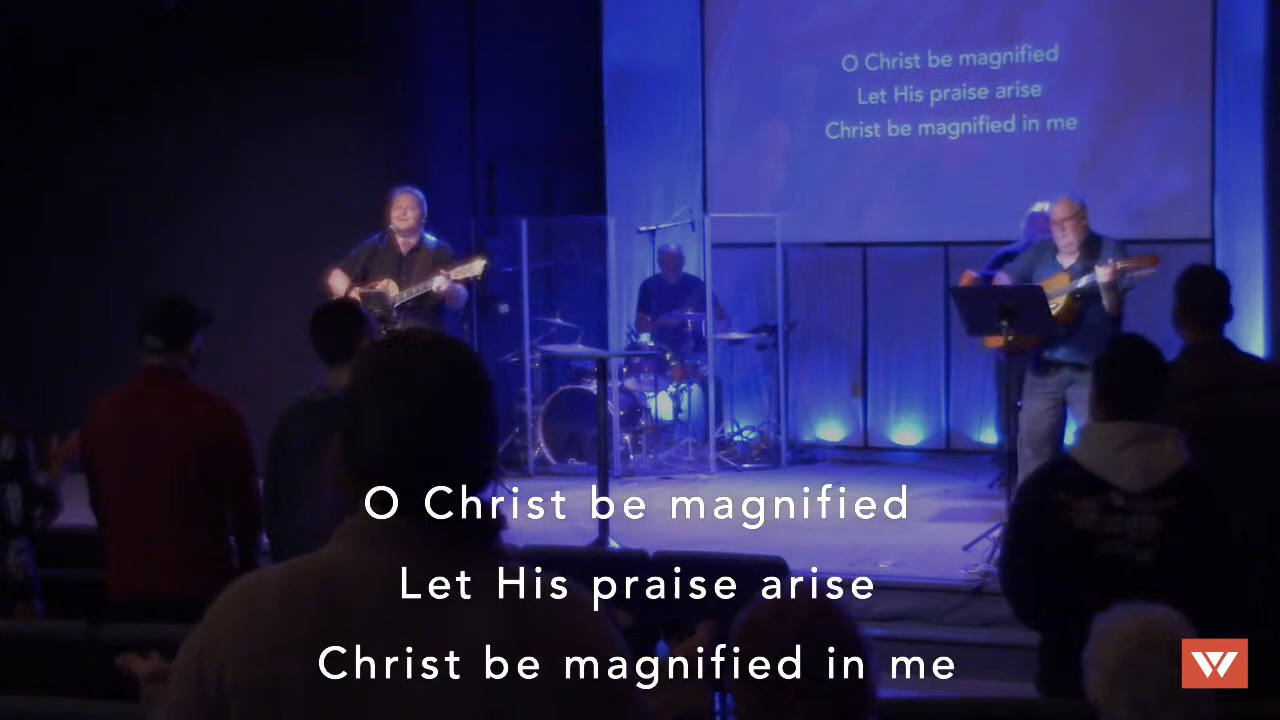 O Christ be magnified
Let His praise arise
Christ be magnified in me
O Christ be magnified
Let His praise arise
Christ be magnified in me
W